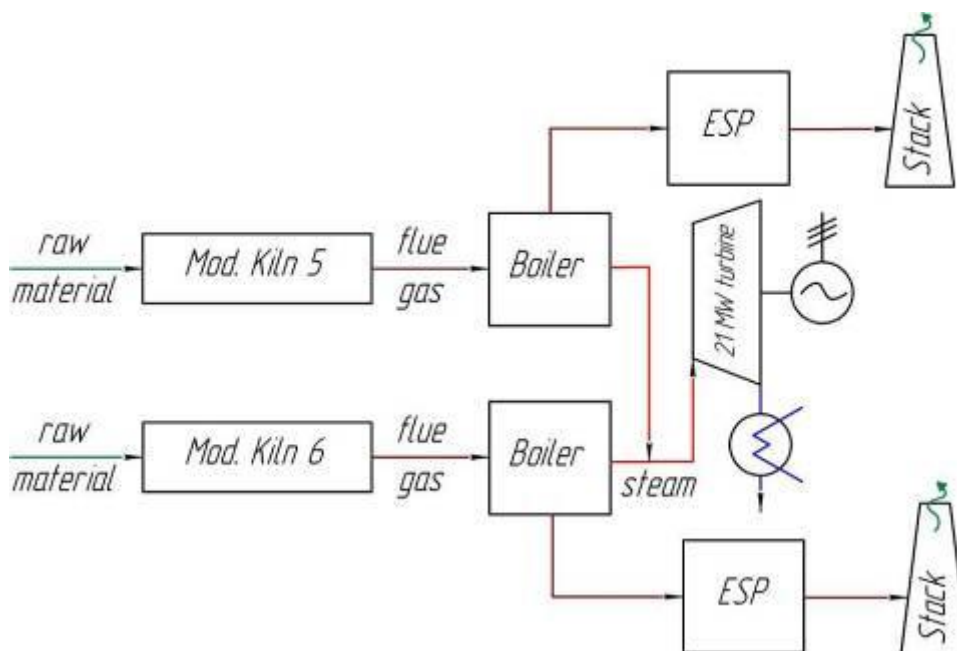 ESP
Stack
raw
material
Mod. Kiln 5
flue
gas
Boiler
21 MW turbine
raw
material
Mod. Kiln 6
flue
gas
Boiler
steam
ESP
Stack